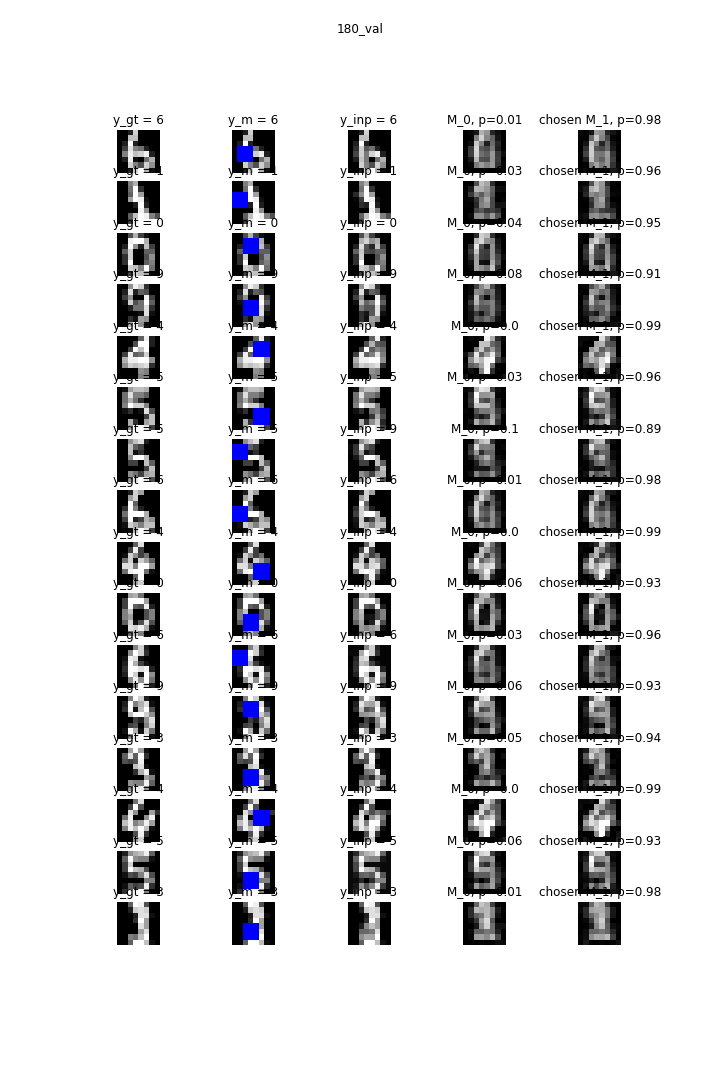 180_val
y_gt = 6 y_m = 6 y_inp = 6 M_0, p=0.01 chosen M_1, p=0.98
y_gt = 1 y_m = 1 y_inp = 1 M_0, p=0.03 chosen M_1, p=0.96
y_gt = 0 y_m = 0 y_inp = 0 M_0, p=0.04 chosen M_1, p=0.95
y_gt = 9 y_m = 9 y_inp = 9 M_0, p=0.08 chosen M_1, p=0.91
y_gt = 4 y_m = 4 y_inp = 4 M_0, p=0.0 chosen M_1, p=0.99
y_gt = 5 y_m = 5 y_inp = 5 M_0, p=0.03 chosen M_1, p=0.96
y_gt = 5 y_m = 5 y_inp = 9 M_0, p=0.1 chosen M_1, p=0.89
y_gt = 6 y_m = 6 y_inp = 6 M_0, p=0.01 chosen M_1, p=0.98
y_gt = 4 y_m = 4 y_inp = 4 M_0, p=0.0 chosen M_1, p=0.99
y_gt = 0 y_m = 0 y_inp = 0 M_0, p=0.06 chosen M_1, p=0.93
y_gt = 6 y_m = 6 y_inp = 6 M_0, p=0.03 chosen M_1, p=0.96
y_gt = 9 y_m = 9 y_inp = 9 M_0, p=0.06 chosen M_1, p=0.93
y_gt = 3 y_m = 3 y_inp = 3 M_0, p=0.05 chosen M_1, p=0.94
y_gt = 4 y_m = 4 y_inp = 4 M_0, p=0.0 chosen M_1, p=0.99
y_gt = 5 y_m = 5 y_inp = 5 M_0, p=0.06 chosen M_1, p=0.93
y_gt = 3 y_m = 3 y_inp = 3 M_0, p=0.01 chosen M_1, p=0.98